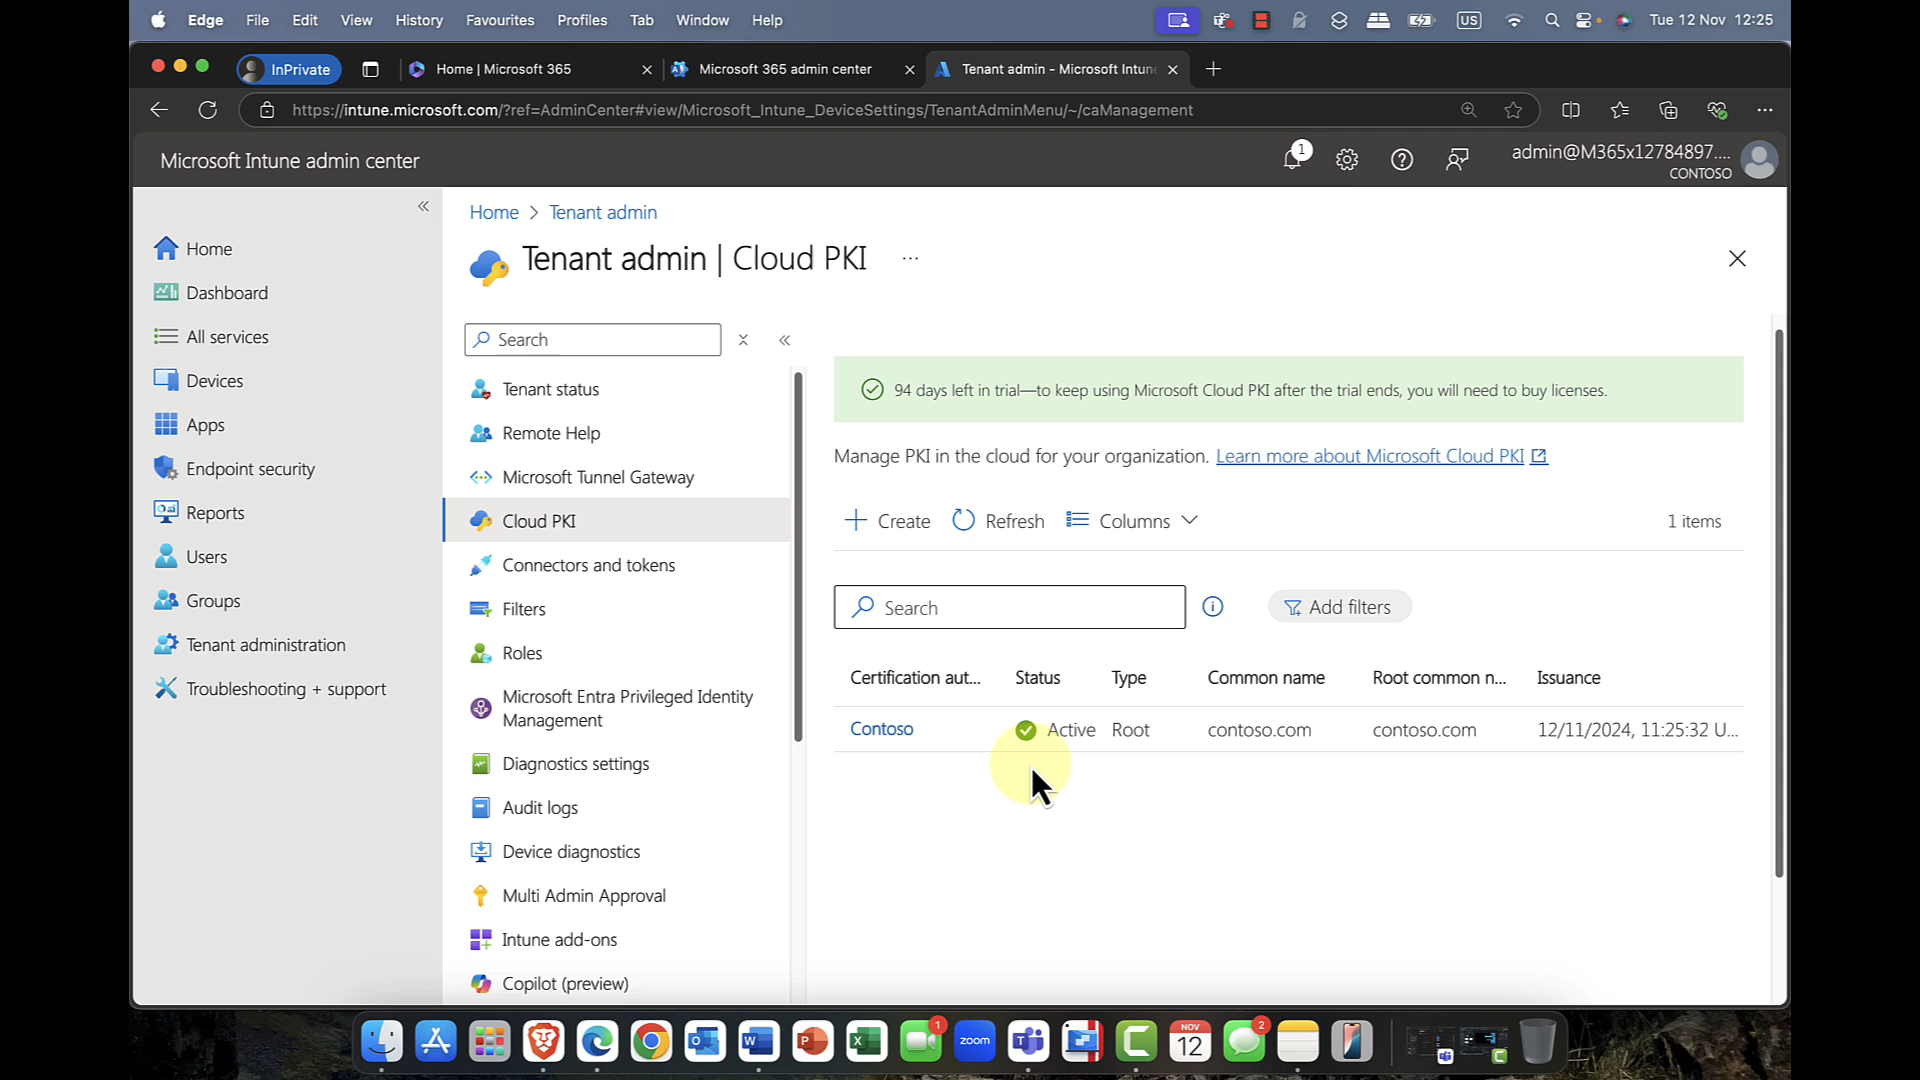 Edge File Edit View History Favourites Profiles Tab Window Help US Tue 12 Nov 12:25
InPrivate Home | Microsoft 365 Microsoft 365 admin center Tenant admin - Microsoft Intune
https://intune.microsoft.com/?ref=AdminCenter#view/Microsoft_Intune_DeviceSettings/TenantAdminMenu/~/caManagement
Microsoft Intune admin center
1
admin@M365x12784897....
CONTOSO
Home
Dashboard
All services
Devices
Apps
Endpoint security
Reports
Users
Groups
Tenant administration
Troubleshooting + support
Home > Tenant admin
Tenant admin | Cloud PKI ...
Search
Tenant status
Remote Help
Microsoft Tunnel Gateway
Cloud PKI
Connectors and tokens
Filters
Roles
Microsoft Entra Privileged Identity
Management
Diagnostics settings
Audit logs
Device diagnostics
Multi Admin Approval
Intune add-ons
Copilot (preview)
94 days left in trial—to keep using Microsoft Cloud PKI after the trial ends, you will need to buy licenses.
Manage PKI in the cloud for your organization. Learn more about Microsoft Cloud PKI
Create Refresh Columns 1 items
Search Add filters
Certification aut... Status Type Common name Root common n... Issuance
Contoso Active Root contoso.com contoso.com 12/11/2024, 11:25:32 U...
1
zoom
NOV
12
2